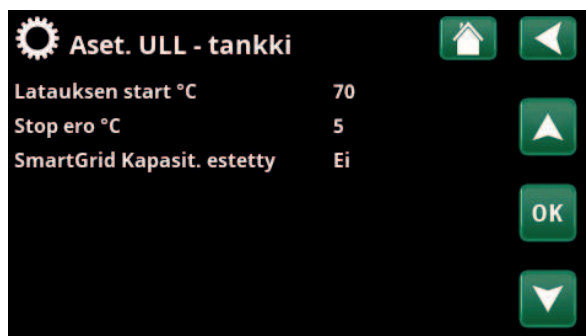 Aset. ULL - tankki
Latauksen start °C 70
Stop ero °C 5
SmartGrid Kapasit. estetty Ei
OK